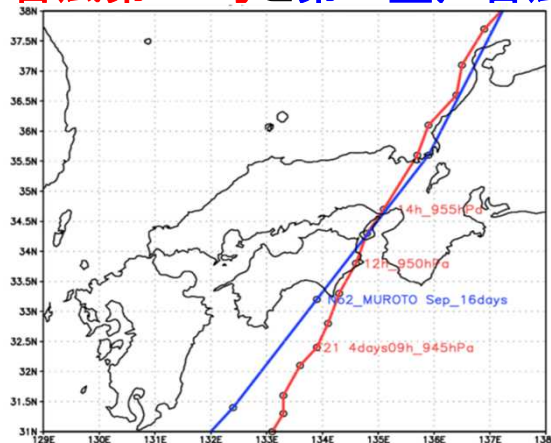 38N
37.5N
37N
36.5N
36N
35.5N
35N
34.5N
14h_955hPa
34N
12h_950hPa
33.5N
N62_MUROTO Sep_16days
33N
32.5N
T21 4days09h_945hPa
32N
31.5N
31N
129E 130E 131E 132E 133E 134E 135E 136E 137E